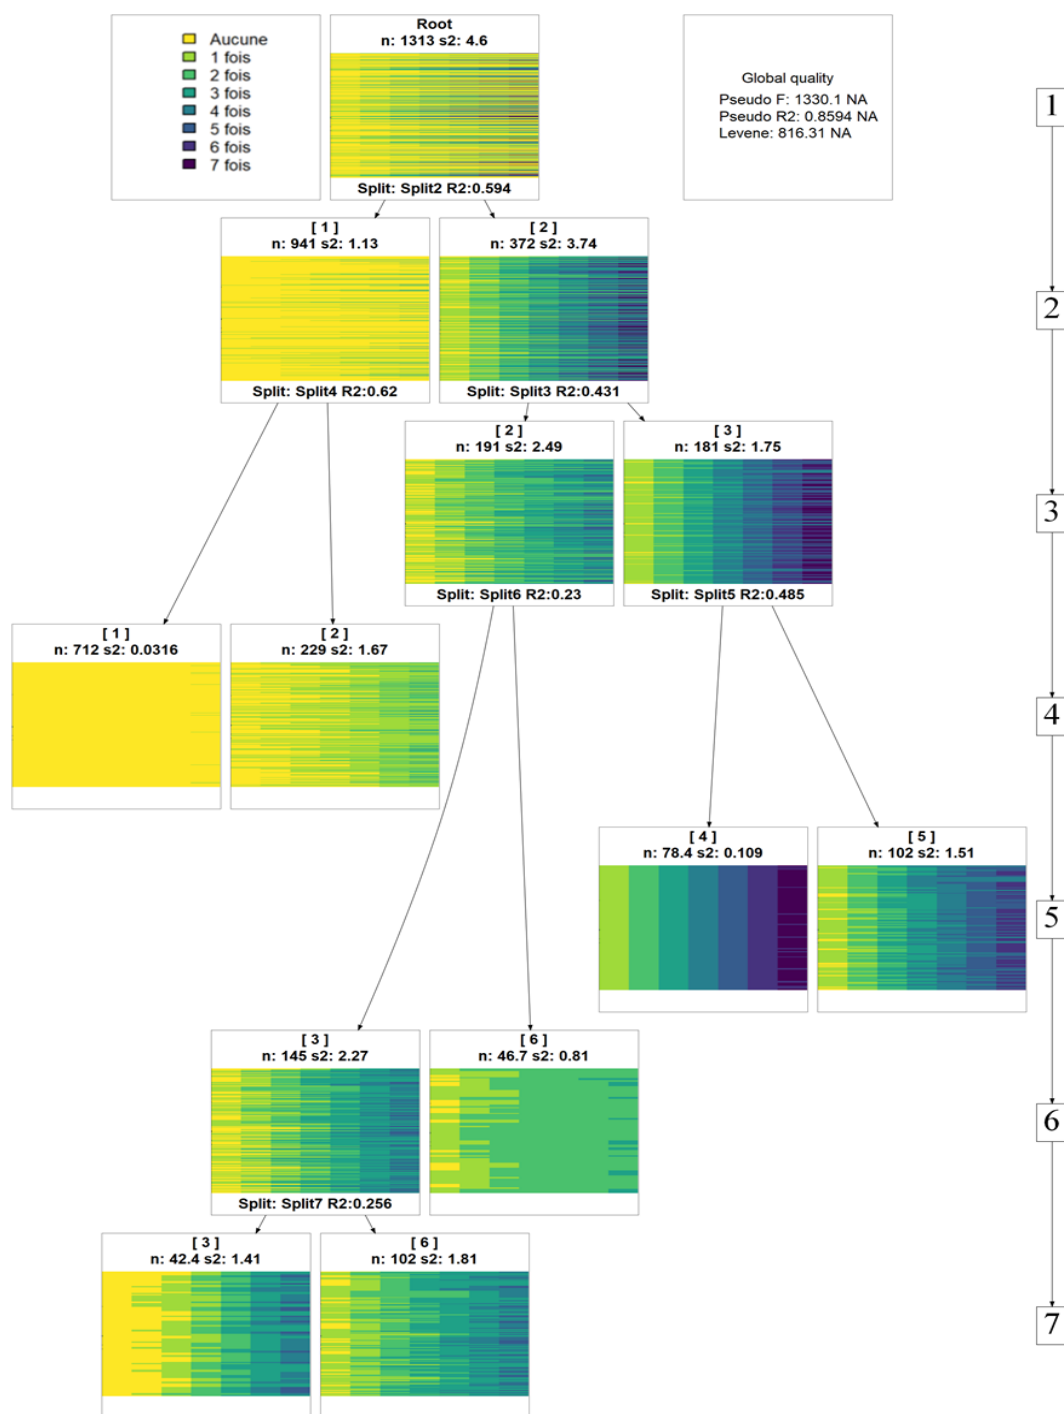 Aucune
1 fois
2 fois
3 fois
4 fois
5 fois
6 fois
7 fois
Root
n: 1313 s2: 4.6
Split: Split2 R2:0.594
Global quality
Pseudo F: 1330.1 NA
Pseudo R2: 0.8594 NA
Levene: 816.31 NA
1
[ 1 ]
n: 941 s2: 1.13
Split: Split4 R2:0.62
[ 2 ]
n: 372 s2: 3.74
Split: Split3 R2:0.431
2
[ 2 ]
n: 191 s2: 2.49
Split: Split6 R2:0.23
[ 3 ]
n: 181 s2: 1.75
Split: Split5 R2:0.485
3
[ 1 ]
n: 712 s2: 0.0316
[ 2 ]
n: 229 s2: 1.67
4
[ 4 ]
n: 78.4 s2: 0.109
[ 5 ]
n: 102 s2: 1.51
5
[ 3 ]
n: 145 s2: 2.27
Split: Split7 R2:0.256
[ 6 ]
n: 46.7 s2: 0.81
6
[ 3 ]
n: 42.4 s2: 1.41
[ 6 ]
n: 102 s2: 1.81
7